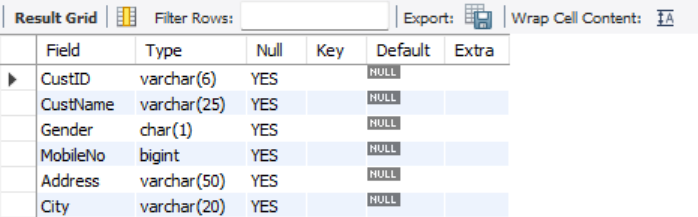 Result Grid Filter Rows: Export: Wrap Cell Content: IA
Field Type Null Key Default Extra
CustID varchar(6) YES NULL
CustName varchar(25) YES NULL
Gender char(1) YES NULL
MobileNo bigint YES NULL
Address varchar(50) YES NULL
City varchar(20) YES NULL